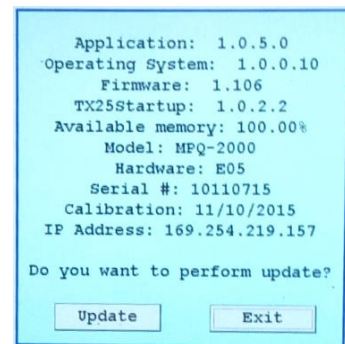 Application: 1.0.5.0
Operating System: 1.0.0.10
Firmware: 1.106
TX25Startup: 1.0.2.2
Available memory: 100.00%
Model: MPQ-2000
Hardware: E05
Serial #: 10110715
Calibration: 11/10/2015
IP Address: 169.254.219.157
Do you want to perform update?
Update Exit